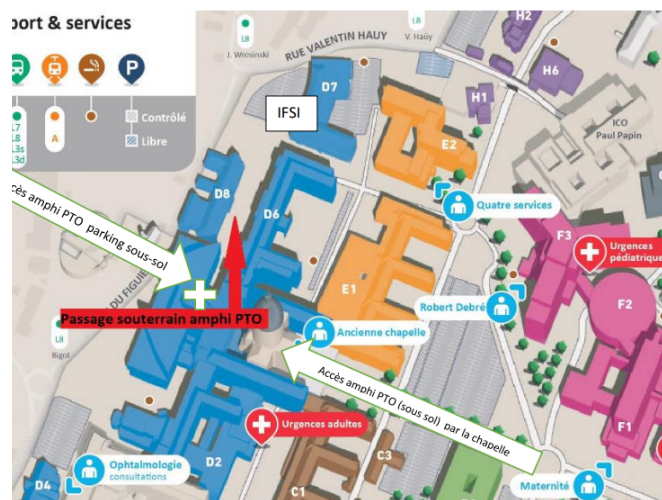 port & services
P
L7
L8
L3s
L3d
A
Contrôlé
Libre
L8
J. Wresinski
RUE VALENTIN HAUY
L8
V. Haüy
H2
H6
H1
ICO
Paul Papin
D7
IFSI
E2
Quatre services
D8
D6
ccès amphi PTO parking sous-sol
DU FIGUIE
F3
Urgences
pédiatrique
E1
F2
Robert Debré
Passage souterrain amphi PTO
Ancienne chapelle
L8
Bigot
Accès amphi PTO (sous sol) par la chapelle
Urgences adultes
F1
Ophtalmologie
consultations
D2
D4
C3
C1
Maternité